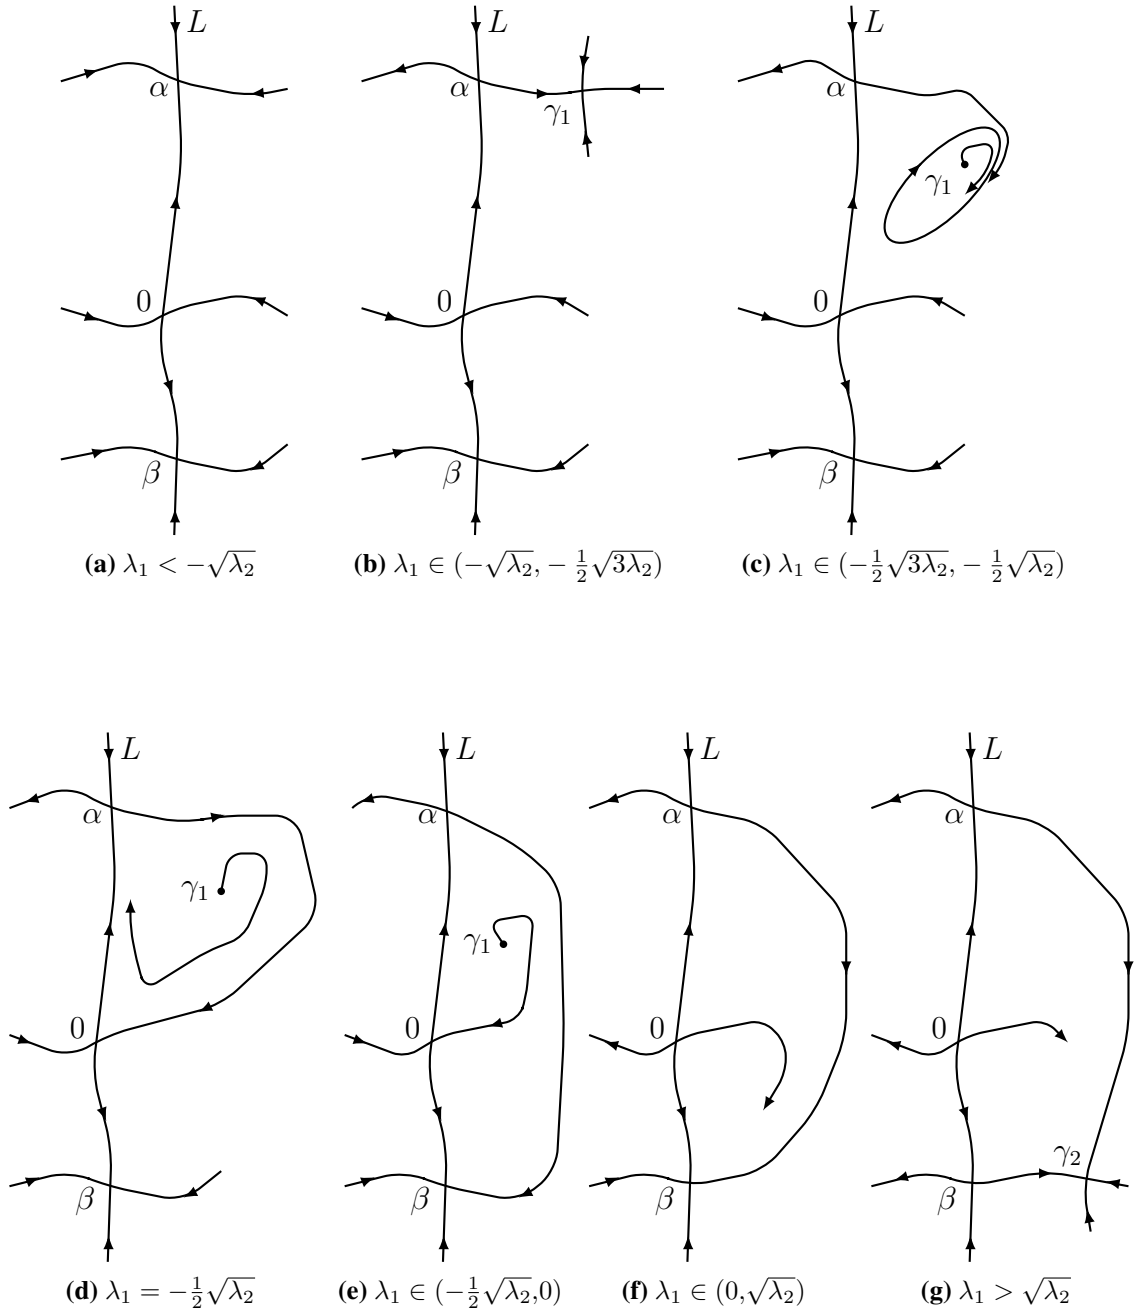 L
α
0
β
(a) λ₁ < −√λ₂
α
γ₁
0
β
(b) λ₁ ∈ (−√λ₂, − ½√3λ₂)
α
γ₁
0
β
(c) λ₁ ∈ (−½√3λ₂, − ½√λ₂)
L
α
γ₁
0
β
(d) λ₁ = −½√λ₂
L
α
γ₁
0
β
(e) λ₁ ∈ (−½√λ₂,0)
L
α
0
β
(f) λ₁ ∈ (0,√λ₂)
L
α
0
γ₂
β
(g) λ₁ > √λ₂